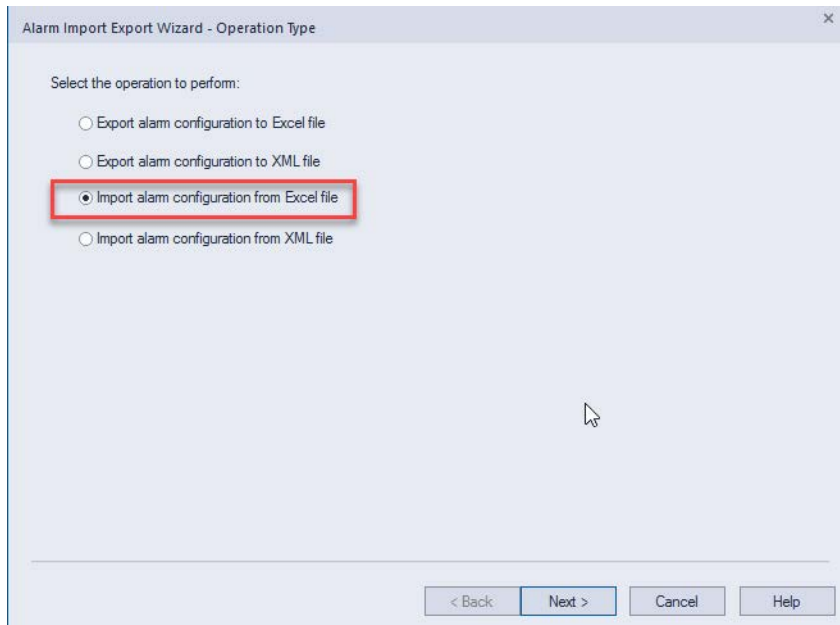 Alarm Import Export Wizard - Operation Type
Select the operation to perform:
Export alarm configuration to Excel file
Export alarm configuration to XML file
Import alarm configuration from Excel file
Import alarm configuration from XML file
< Back Next > Cancel Help